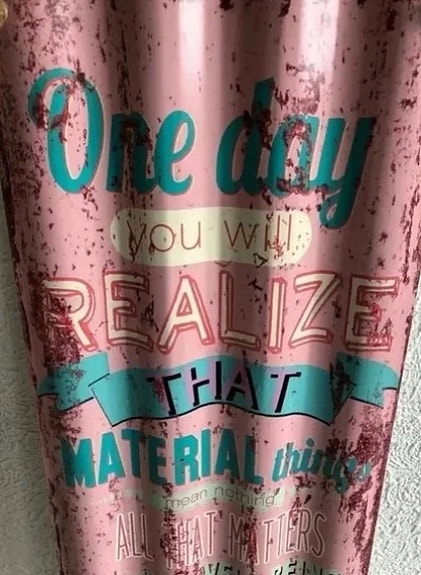 One day
you will
REALIZE
THAT
MATERIAL things
mean nothing
ALL THAT MATTERS